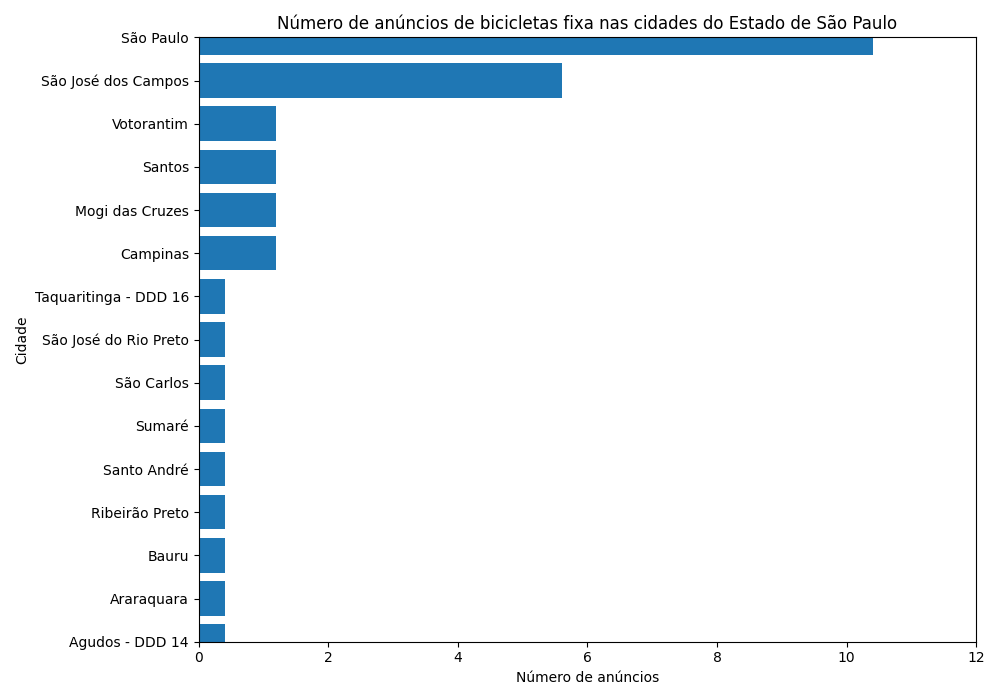 Número de anúncios de bicicletas fixa nas cidades do Estado de São Paulo
São Paulo
São José dos Campos
Votorantim
Santos
Mogi das Cruzes
Campinas
Taquaritinga - DDD 16
São José do Rio Preto
São Carlos
Sumaré
Santo André
Ribeirão Preto
Bauru
Araraquara
Agudos - DDD 14
Cidade
0 2 4 6 8 10 12
Número de anúncios